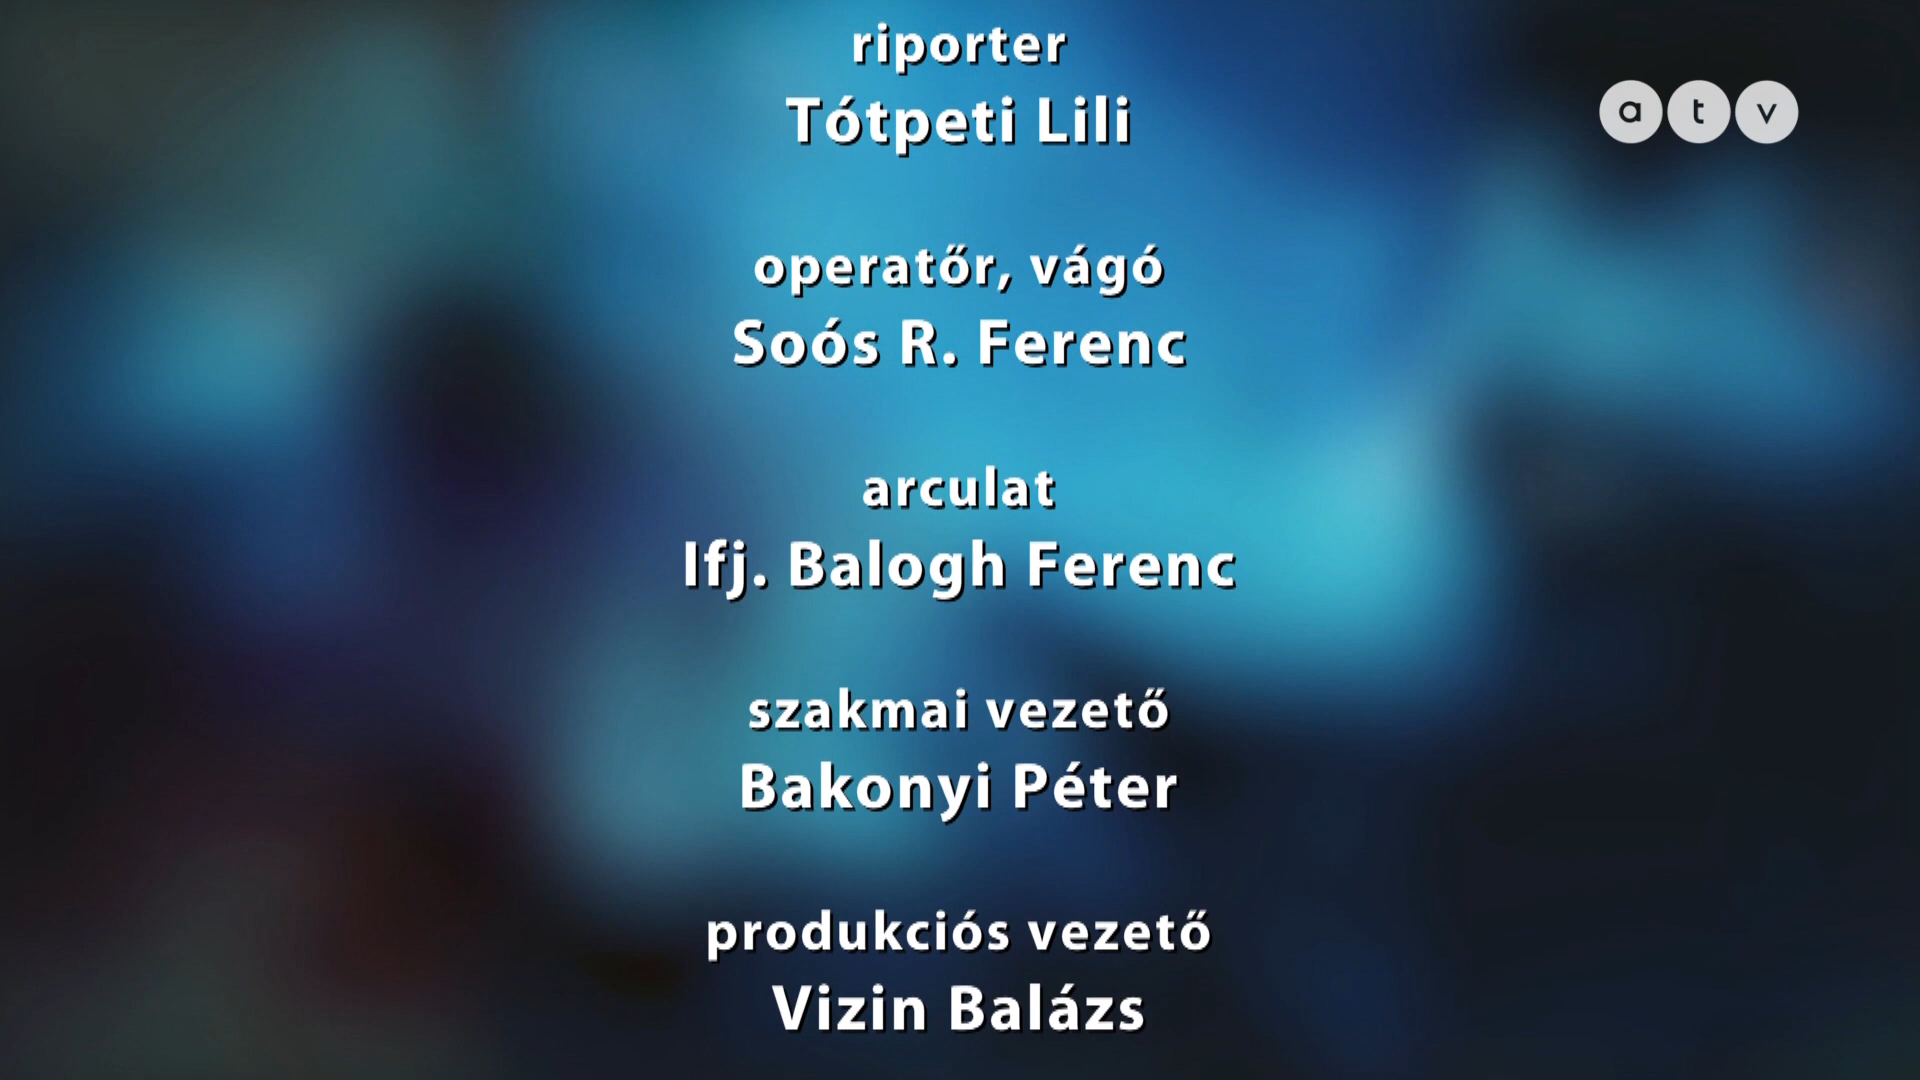 riporter
Tótpeti Lili
atv
operatőr, vágó
Soós R. Ferenc
arculat
Ifj. Balogh Ferenc
szakmai vezető
Bakonyi Péter
produkciós vezető
Vizin Balázs